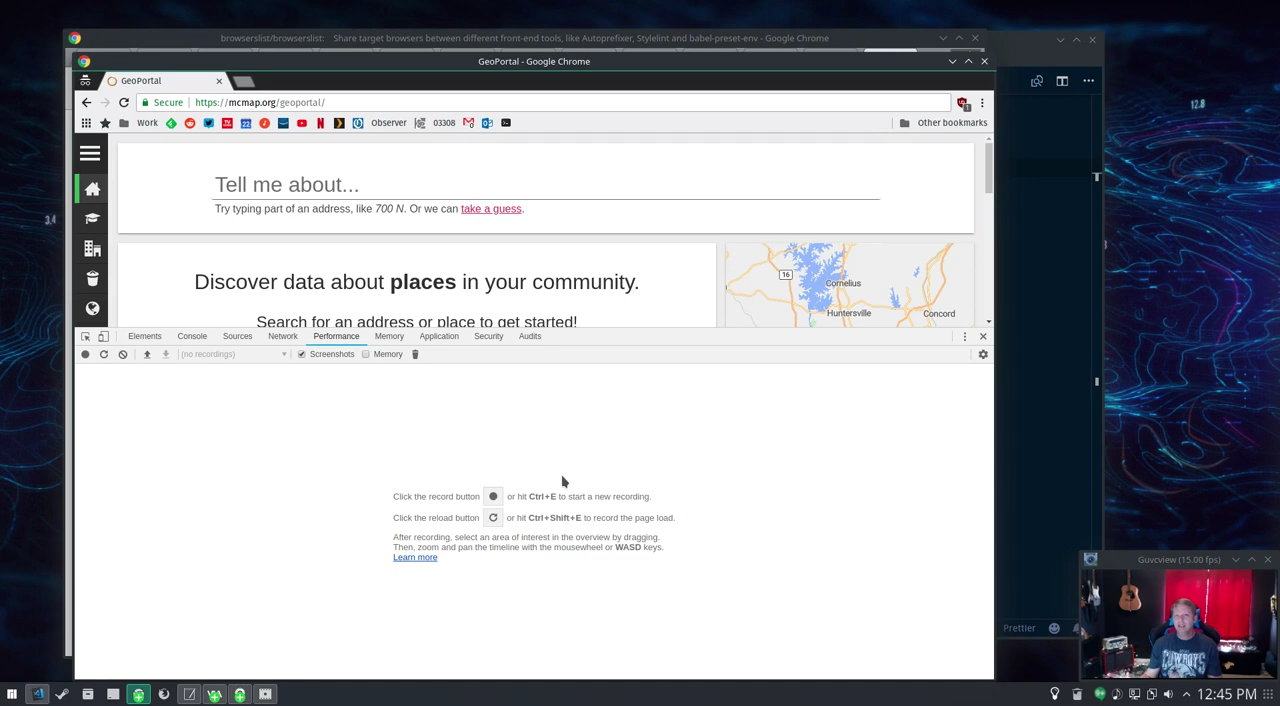 browserslist/browserslist: Share target browsers between different front-end tools, like Autoprefixer, Stylelint and babel-preset-env - Google Chrome
GeoPortal - Google Chrome
GeoPortal
Secure https://mcmap.org/geoportal/
Work 22 Observer 03308 Other bookmarks
12.8
3.4
Tell me about...
Try typing part of an address, like 700 N. Or we can take a guess.
Discover data about places in your community.
Search for an address or place to get started!
16
Cornelius
Huntersville
Concord
Elements Console Sources Network Performance Memory Application Security Audits
(no recordings) Screenshots Memory
Click the record button or hit Ctrl+E to start a new recording.
Click the reload button or hit Ctrl+Shift+E to record the page load.
After recording, select an area of interest in the overview by dragging.
Then, zoom and pan the timeline with the mousewheel or WASD keys.
Learn more
Guvcview (15.00 fps)
COWBOYS
Prettier
12:45 PM